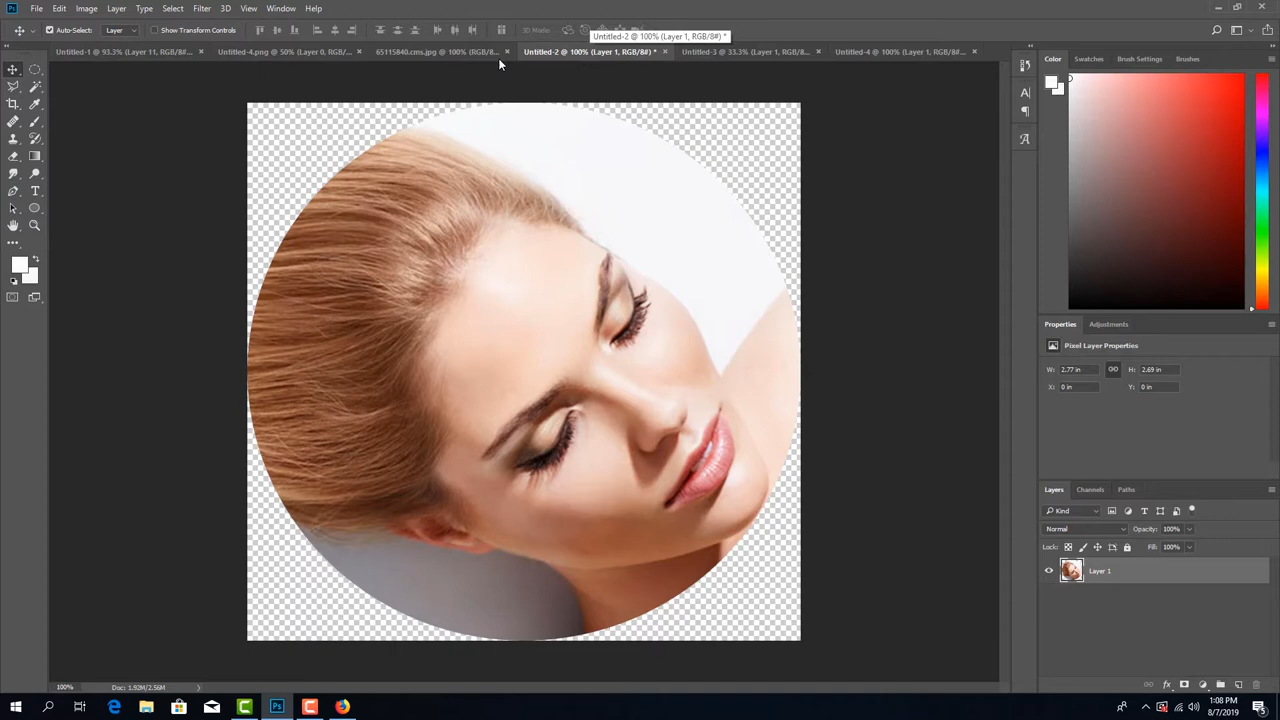 File Edit Image Layer Type Select Filter 3D View Window Help
Auto-Select: Layer Show Transform Controls 3D Mode
Untitled-2 @ 100% (Layer 1, RGB/8#) *
Untitled-1 @ 93.3% (Layer 11, RGB/8#... × Untitled-4.png @ 50% (Layer 0, RGB/8#... × 65115840.cms.jpg @ 100% (RGB/8... × Untitled-2 @ 100% (Layer 1, RGB/8#) * × Untitled-3 @ 33.3% (Layer 1, RGB/8#) * × Untitled-4 @ 100% (Layer 1, RGB/8#) * ×
Color Swatches Brush Settings Brushes
Properties Adjustments
Pixel Layer Properties
W: 2.77 in GO H: 2.69 in
X: 0 in Y: 0 in
Layers Channels Paths
Kind
Normal Opacity: 100%
Lock: Fill: 100%
Layer 1
100% Doc: 1.92M/2.56M
Ps
1:08 PM
8/7/2019